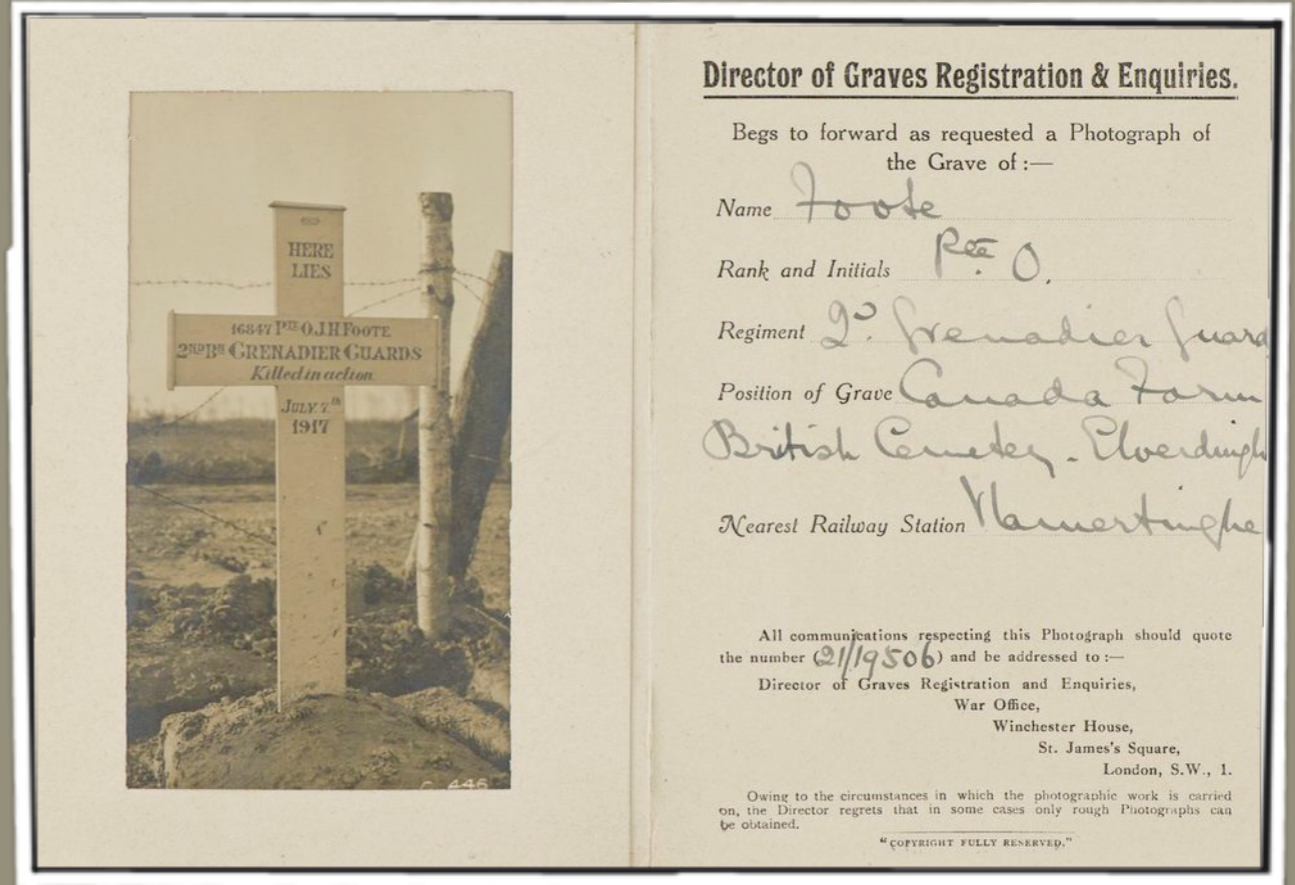 HERE
LIES
16847 PTE O.J.H FOOTE
2ND BN GRENADIER GUARDS
Killed in action
JULY. 7th
1917
C 446
Director of Graves Registration & Enquiries.
Begs to forward as requested a Photograph of
the Grave of :—
Name Foote
Rank and Initials Pte. O.
Regiment 2D. Grenadier Guard
Position of Grave Canada Farm
British Cemetery - Elverdingh
Nearest Railway Station Vlamertinghe
All communications respecting this Photograph should quote
the number (21/19506) and be addressed to :—
Director of Graves Registration and Enquiries,
War Office,
Winchester House,
St. James's Square,
London, S.W., 1.
Owing to the circumstances in which the photographic work is carried
on, the Director regrets that in some cases only rough Photographs can
be obtained.
"COPYRIGHT FULLY RESERVED."